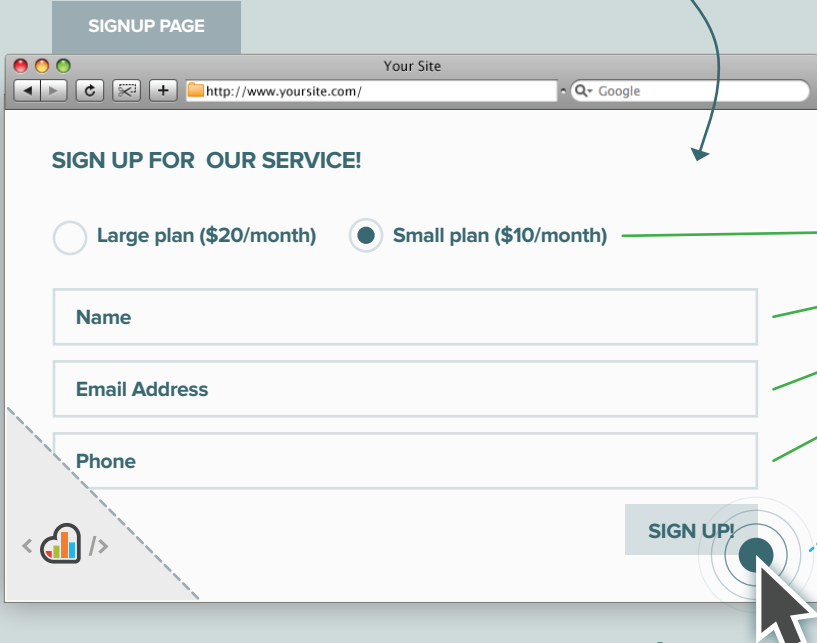 SIGNUP PAGE
Your Site
http://www.yoursite.com/
Google
SIGN UP FOR OUR SERVICE!
Large plan ($20/month) Small plan ($10/month)
Name
Email Address
Phone
SIGN UP!